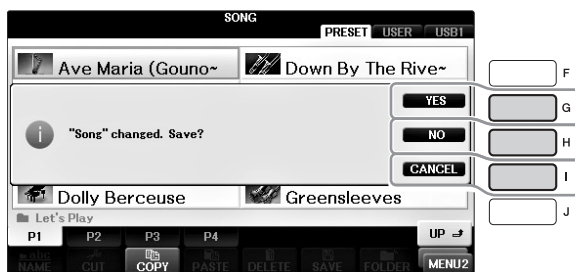 SONG
PRESET USER USB1
Ave Maria (Gouno~ Down By The Rive~
F
YES
G
"Song" changed. Save?
NO
H
CANCEL
I
Dolly Berceuse Greensleeves
J
Let's Play
P1 P2 P3 P4 UP
NAME CUT COPY PASTE DELETE SAVE FOLDER MENU2